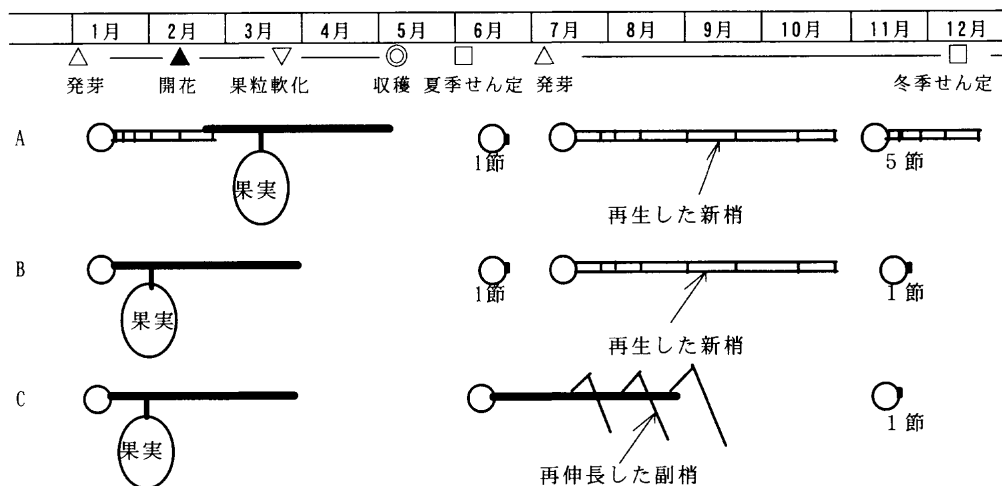 1月 2月 3月 4月 5月 6月 7月 8月 9月 10月 11月 12月
発芽 開花 果粒軟化 収穫 夏季せん定 発芽 冬季せん定
A
果実
1節
再生した新梢
5節
B
果実
1節
再生した新梢
1節
C
果実
再伸長した副梢
1節